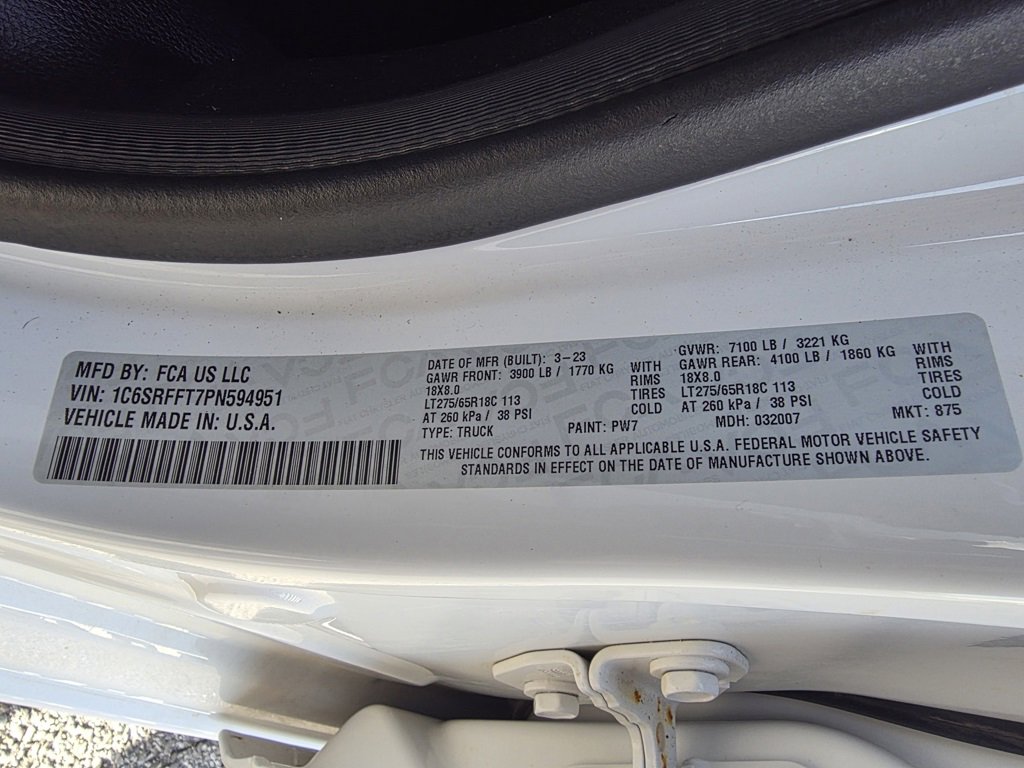 MFD BY: FCA US LLC
VIN: 1C6SRFFT7PN594951
VEHICLE MADE IN: U.S.A.
DATE OF MFR (BUILT): 3-23
GAWR FRONT: 3900 LB / 1770 KG WITH
18X8.0 RIMS
LT275/65R18C 113 TIRES
AT 260 kPa / 38 PSI COLD
TYPE: TRUCK PAINT: PW7
GVWR: 7100 LB / 3221 KG
GAWR REAR: 4100 LB / 1860 KG WITH
18X8.0 RIMS
LT275/65R18C 113 TIRES
AT 260 kPa / 38 PSI COLD
MDH: 032007 MKT: 875
THIS VEHICLE CONFORMS TO ALL APPLICABLE U.S.A. FEDERAL MOTOR VEHICLE SAFETY
STANDARDS IN EFFECT ON THE DATE OF MANUFACTURE SHOWN ABOVE.